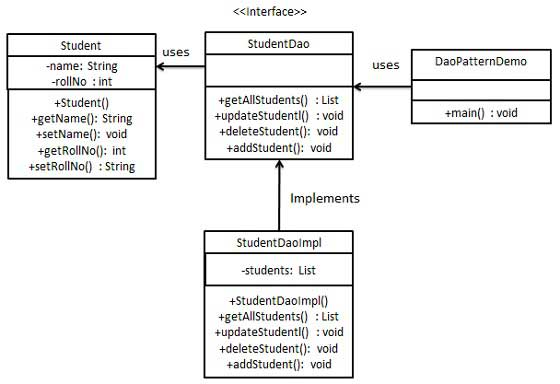 <<Interface>>
Student
-name: String
-rollNo : int
+Student()
+getName(): String
+setName(): void
+getRollNo(): int
+setRollNo() : String
uses
StudentDao
+getAllStudents() : List
+updateStudentl() : void
+deleteStudent(): void
+addStudent(): void
uses
DaoPatternDemo
+main() : void
Implements
StudentDaoImpl
-students: List
+StudentDaoImpl()
+getAllStudents() : List
+updateStudentl() : void
+deleteStudent(): void
+addStudent(): void